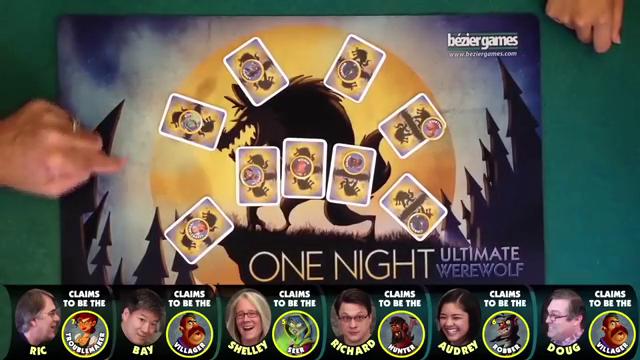 béziergames
www.beziergames.com
ONE NIGHT ULTIMATE WEREWOLF
RIC CLAIMS TO BE THE TROUBLEMAKER
BAY CLAIMS TO BE THE VILLAGER
SHELLEY CLAIMS TO BE THE SEER
RICHARD CLAIMS TO BE THE HUNTER
AUDREY CLAIMS TO BE THE ROBBER
DOUG CLAIMS TO BE THE VILLAGER